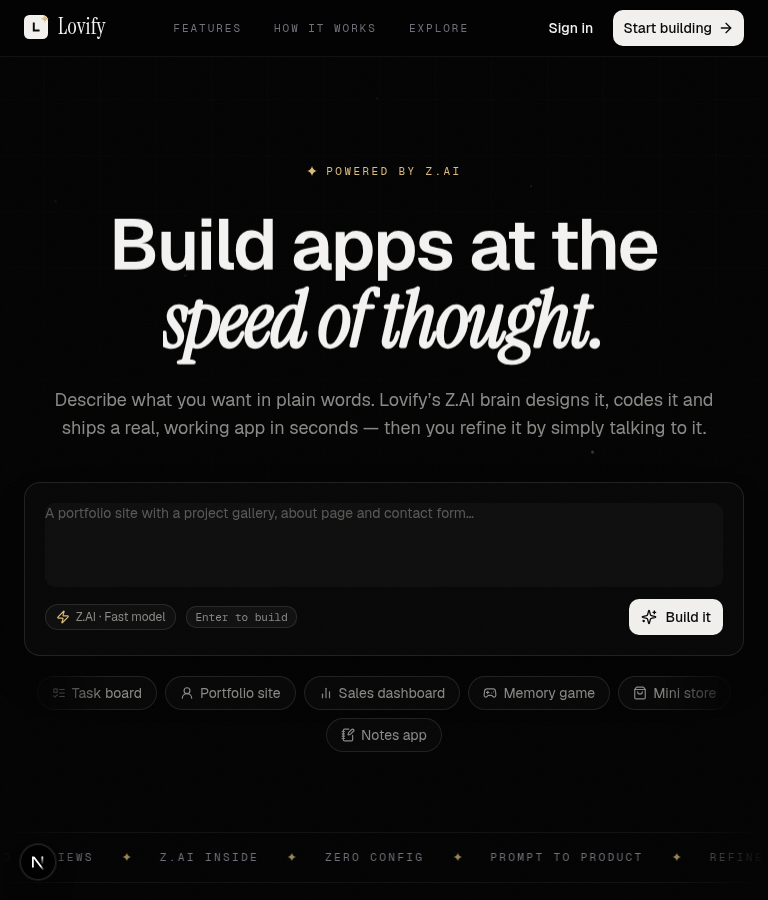 L Lovify FEATURES HOW IT WORKS EXPLORE Sign in Start building →
✦ POWERED BY Z.AI
Build apps at the
speed of thought.
Describe what you want in plain words. Lovify’s Z.AI brain designs it, codes it and
ships a real, working app in seconds — then you refine it by simply talking to it.
A portfolio site with a project gallery, about page and contact form…
Z.AI · Fast model Enter to build Build it
Task board Portfolio site Sales dashboard Memory game Mini store
Notes app
N IEWS ✦ Z.AI INSIDE ✦ ZERO CONFIG ✦ PROMPT TO PRODUCT ✦ REFINE